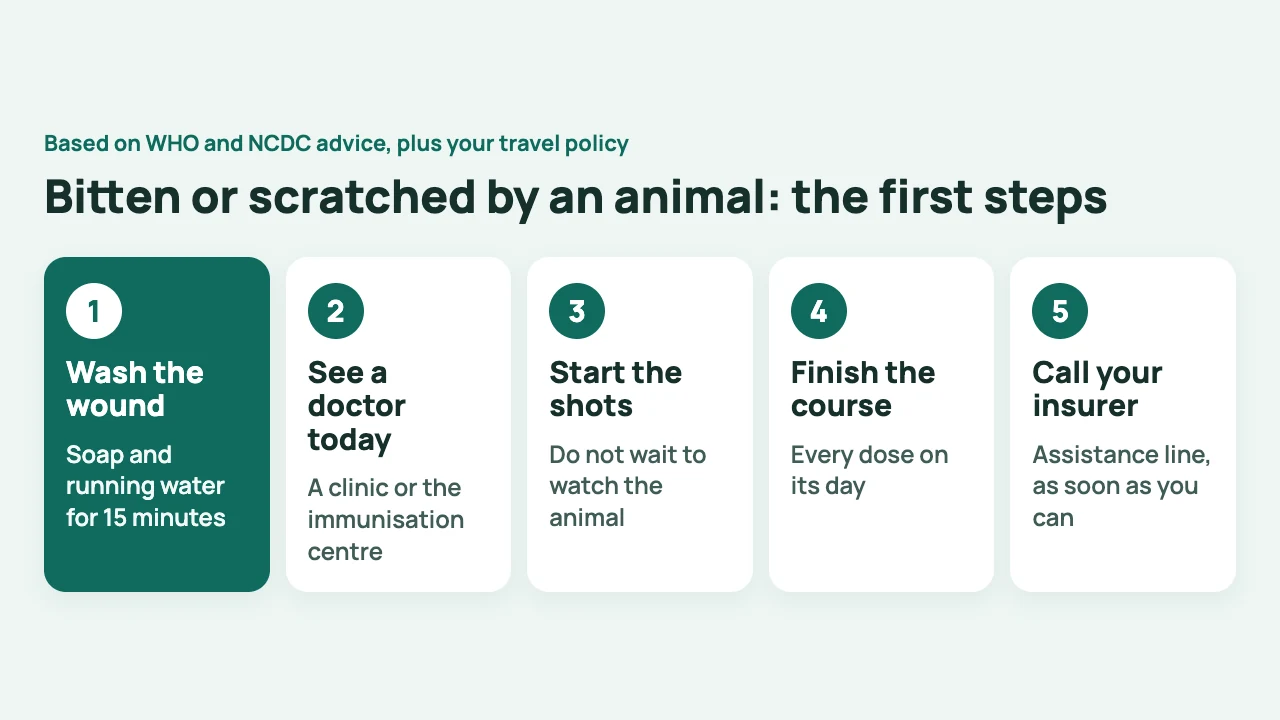 Based on WHO and NCDC advice, plus your travel policy
Bitten or scratched by an animal: the first steps
1
Wash the
wound
Soap and
running water
for 15 minutes
2
See a
doctor
today
A clinic or the
immunisation
centre
3
Start the
shots
Do not wait to
watch the
animal
4
Finish the
course
Every dose on
its day
5
Call your
insurer
Assistance line,
as soon as you
can